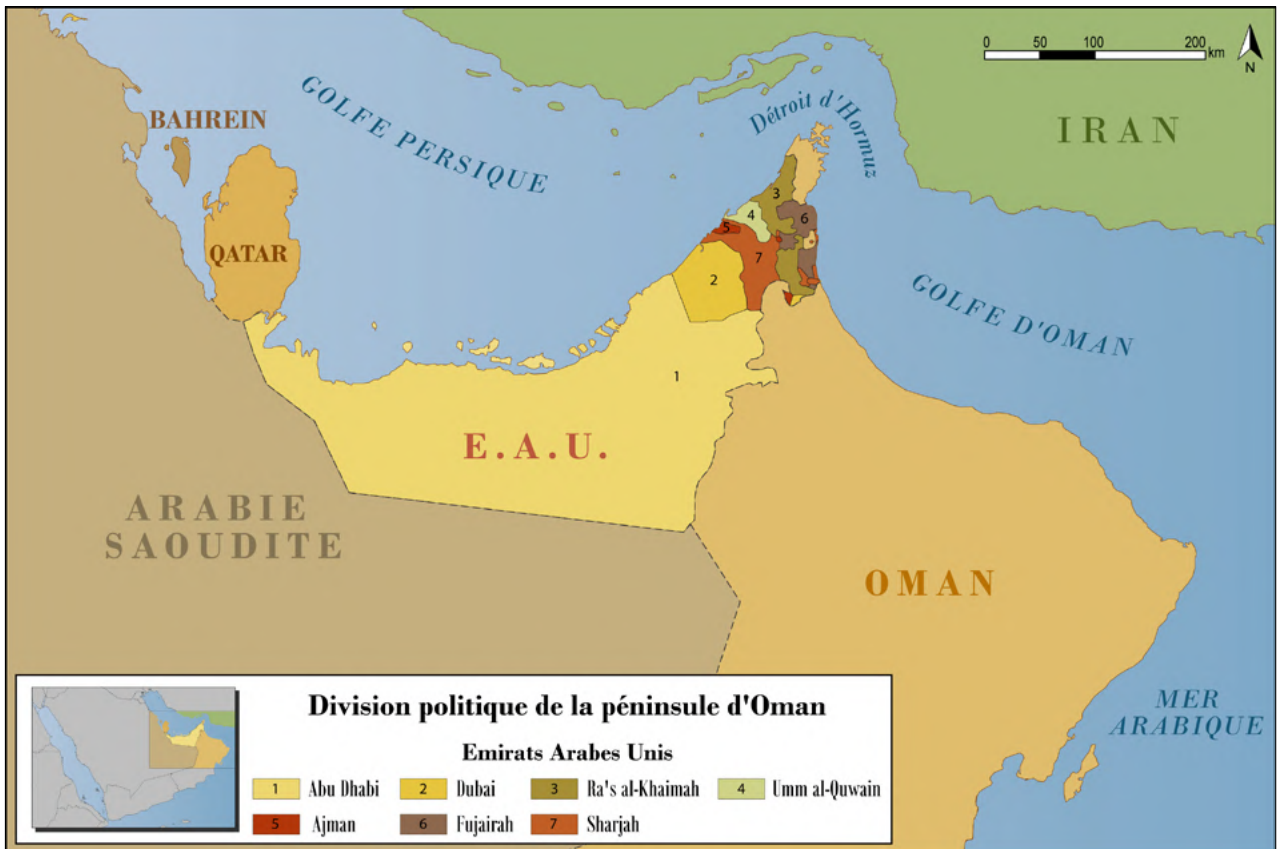 0 50 100 200 km
N
BAHREIN
GOLFE PERSIQUE
Détroit d'Hormuz
IRAN
QATAR
3
4
6
5
7
2
GOLFE D'OMAN
1
E.A.U.
ARABIE
SAOUDITE
OMAN
MER
ARABIQUE
Division politique de la péninsule d'Oman
Emirats Arabes Unis
1 Abu Dhabi 2 Dubai 3 Ra's al-Khaimah 4 Umm al-Quwain
5 Ajman 6 Fujairah 7 Sharjah